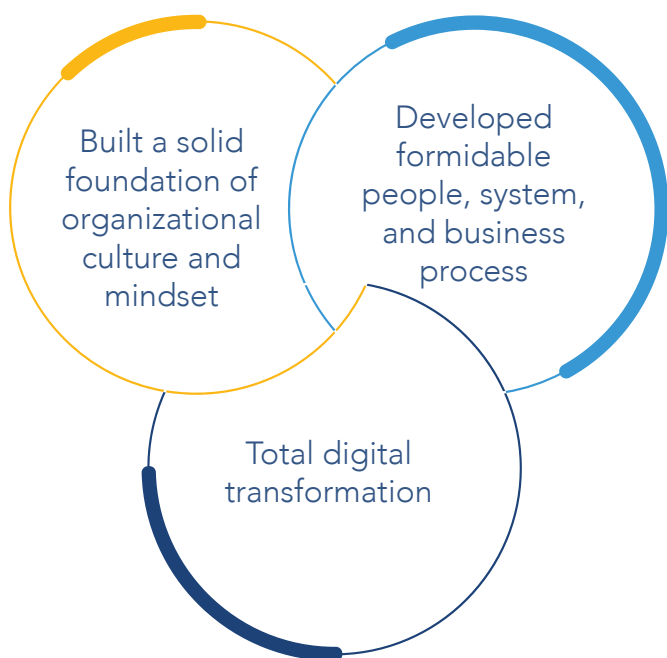 Built a solid
foundation of
organizational
culture and
mindset
Developed
formidable
people, system,
and business
process
Total digital
transformation